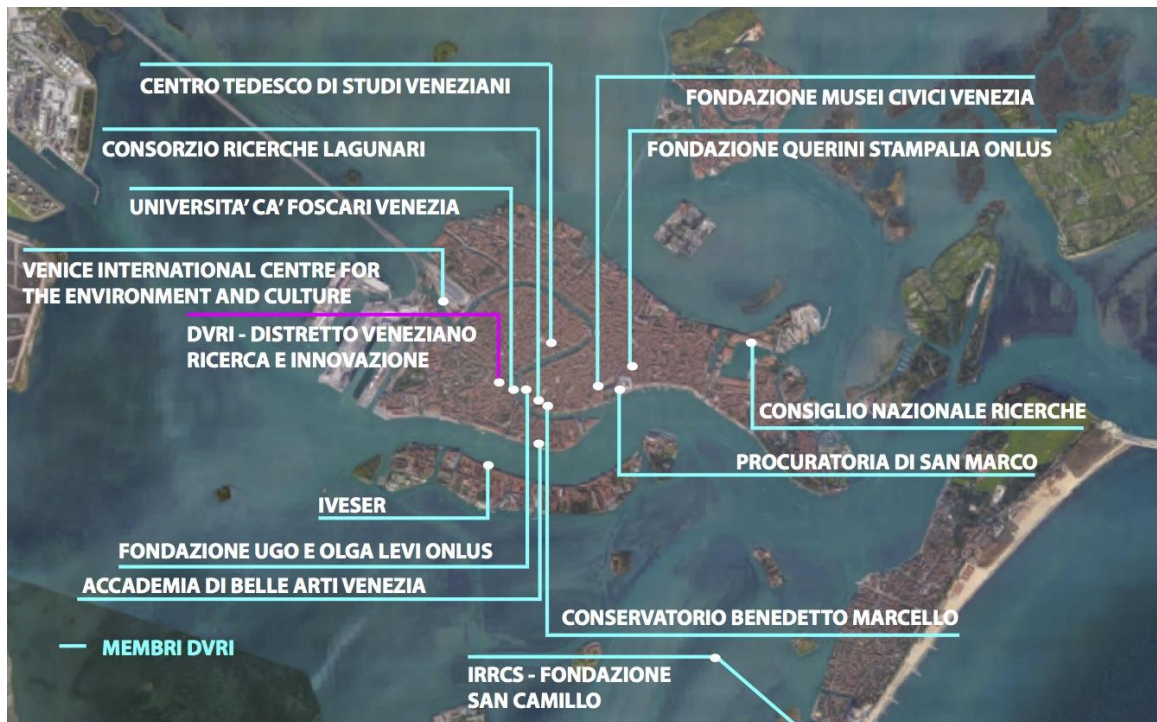 CENTRO TEDESCO DI STUDI VENEZIANI
FONDAZIONE MUSEI CIVICI VENEZIA
CONSORZIO RICERCHE LAGUNARI
FONDAZIONE QUERINI STAMPALIA ONLUS
UNIVERSITA' CA' FOSCARI VENEZIA
VENICE INTERNATIONAL CENTRE FOR
THE ENVIRONMENT AND CULTURE
DVRI - DISTRETTO VENEZIANO
RICERCA E INNOVAZIONE
CONSIGLIO NAZIONALE RICERCHE
PROCURATORIA DI SAN MARCO
IVESER
FONDAZIONE UGO E OLGA LEVI ONLUS
ACCADEMIA DI BELLE ARTI VENEZIA
CONSERVATORIO BENEDETTO MARCELLO
MEMBRI DVRI
IRRCS - FONDAZIONE
SAN CAMILLO